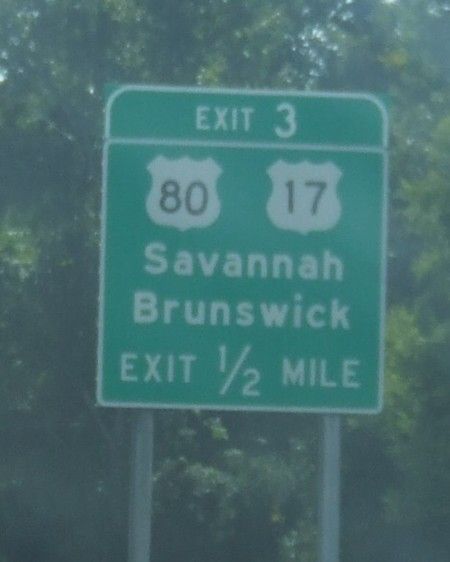 EXIT 3
80 17
Savannah
Brunswick
EXIT 1/2 MILE